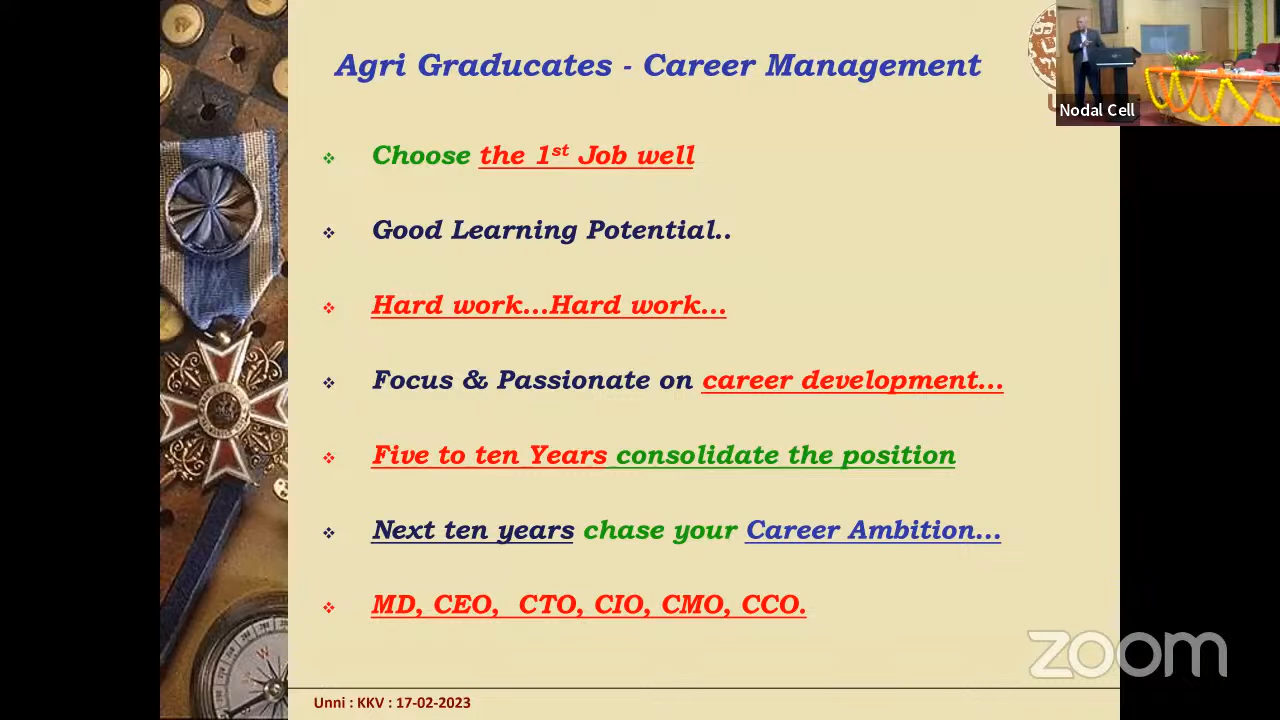 Agri Graducates - Career Management
Nodal Cell
Choose the 1st Job well
Good Learning Potential..
Hard work...Hard work...
Focus & Passionate on career development...
Five to ten Years consolidate the position
Next ten years chase your Career Ambition...
MD, CEO, CTO, CIO, CMO, CCO.
zoom
Unni : KKV : 17-02-2023